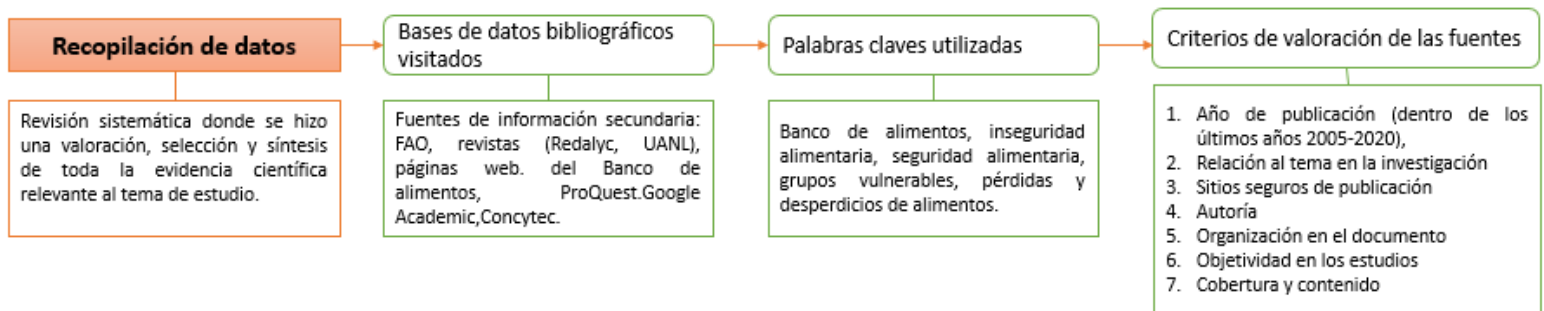 Recopilación de datos
Revisión sistemática donde se hizo
una valoración, selección y síntesis
de toda la evidencia científica
relevante al tema de estudio.
Bases de datos bibliográficos
visitados
Fuentes de información secundaria:
FAO, revistas (Redalyc, UANL),
páginas web. del Banco de
alimentos, ProQuest.Google
Academic,Concytec.
Palabras claves utilizadas
Banco de alimentos, inseguridad
alimentaria, seguridad alimentaria,
grupos vulnerables, pérdidas y
desperdicios de alimentos.
Criterios de valoración de las fuentes
1. Año de publicación (dentro de los
últimos años 2005-2020),
2. Relación al tema en la investigación
3. Sitios seguros de publicación
4. Autoría
5. Organización en el documento
6. Objetividad en los estudios
7. Cobertura y contenido